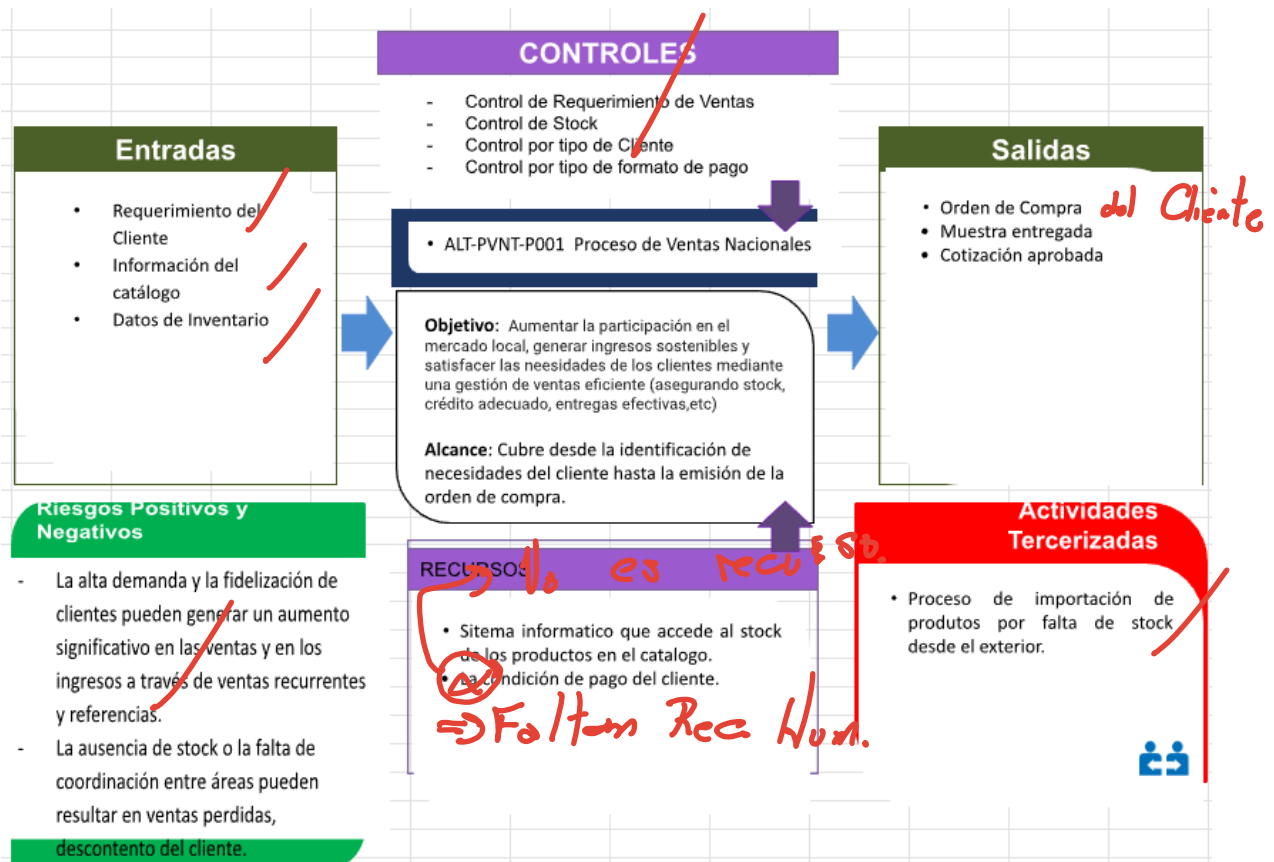 CONTROLES
- Control de Requerimiento de Ventas
- Control de Stock
- Control por tipo de Cliente
- Control por tipo de formato de pago
Entradas
• Requerimiento del
Cliente
• Información del
catálogo
• Datos de Inventario
• ALT-PVNT-P001 Proceso de Ventas Nacionales
Objetivo: Aumentar la participación en el
mercado local, generar ingresos sostenibles y
satisfacer las neesidades de los clientes mediante
una gestión de ventas eficiente (asegurando stock,
crédito adecuado, entregas efectivas,etc)
Alcance: Cubre desde la identificación de
necesidades del cliente hasta la emisión de la
orden de compra.
Salidas
• Orden de Compra del Cliente
• Muestra entregada
• Cotización aprobada
Riesgos Positivos y
Negativos
- La alta demanda y la fidelización de
clientes pueden generar un aumento
significativo en las ventas y en los
ingresos a través de ventas recurrentes
y referencias.
- La ausencia de stock o la falta de
coordinación entre áreas pueden
resultar en ventas perdidas,
descontento del cliente.
RECURSOS No es recurso.
• Sitema informatico que accede al stock
de los productos en el catalogo.
• La condición de pago del cliente.
=> Faltan Rec. Hum.
Actividades
Tercerizadas
• Proceso de importación de
produtos por falta de stock
desde el exterior.